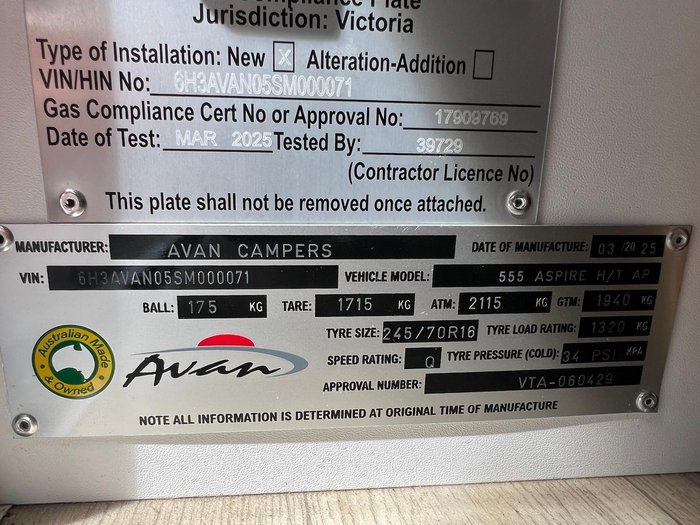 Compliance Plate
Jurisdiction: Victoria
Type of Installation: New X Alteration-Addition
VIN/HIN No: 6H3AVAN05SM000071
Gas Compliance Cert No or Approval No: 17909769
Date of Test: MAR 2025 Tested By: 39729
(Contractor Licence No)
This plate shall not be removed once attached.
MANUFACTURER: AVAN CAMPERS DATE OF MANUFACTURE: 03 /20 25
VIN: 6H3AVAN05SM000071 VEHICLE MODEL: 555 ASPIRE H/T AP
BALL: 175 KG TARE: 1715 KG ATM: 2115 KG GTM: 1940 KG
TYRE SIZE: 245/70R16 TYRE LOAD RATING: 1320 KG
SPEED RATING: Q TYRE PRESSURE (COLD): 34 PSI KPA
APPROVAL NUMBER: VTA-060429
Australian Made & Owned
Avan
NOTE ALL INFORMATION IS DETERMINED AT ORIGINAL TIME OF MANUFACTURE